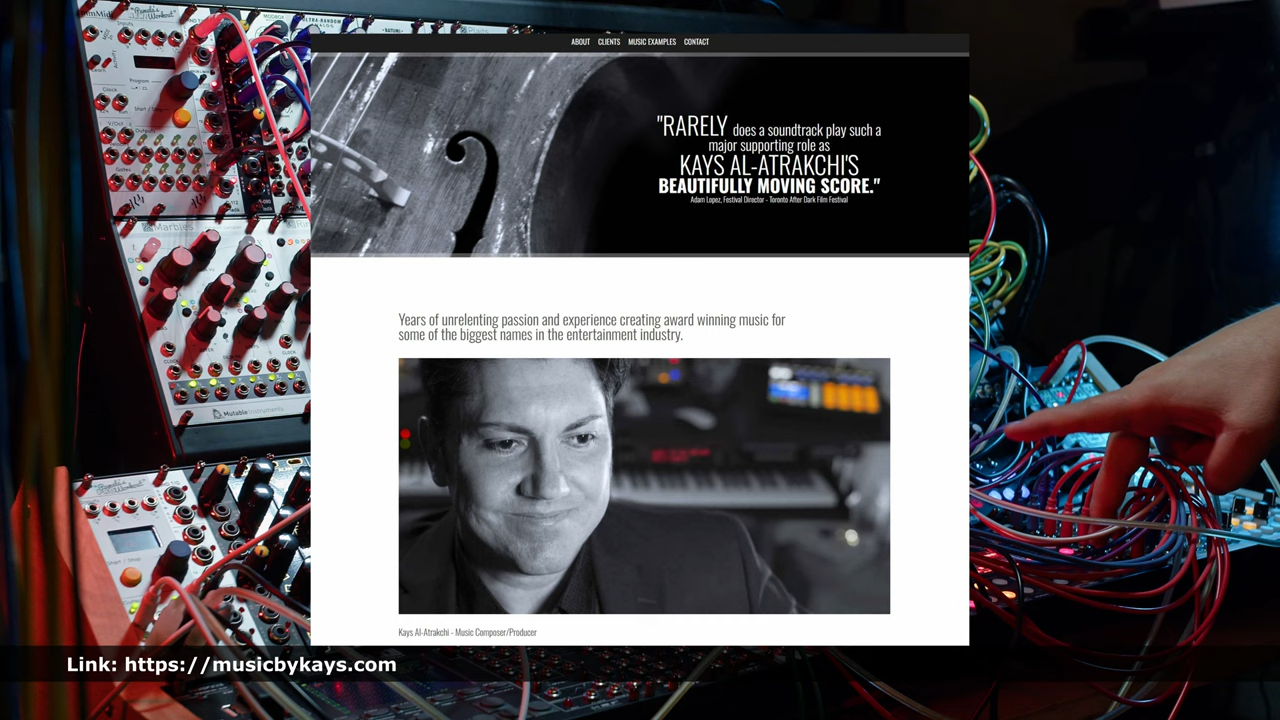 Pamela's Workout
ABOUT CLIENTS MUSIC EXAMPLES CONTACT
"RARELY does a soundtrack play such a
major supporting role as
KAYS AL-ATRAKCHI'S
BEAUTIFULLY MOVING SCORE."
Adam Lopez, Festival Director - Toronto After Dark Film Festival
Marbles
Years of unrelenting passion and experience creating award winning music for
some of the biggest names in the entertainment industry.
Mutable Instruments
Kays Al-Atrakchi - Music Composer/Producer
Link: https://musicbykays.com